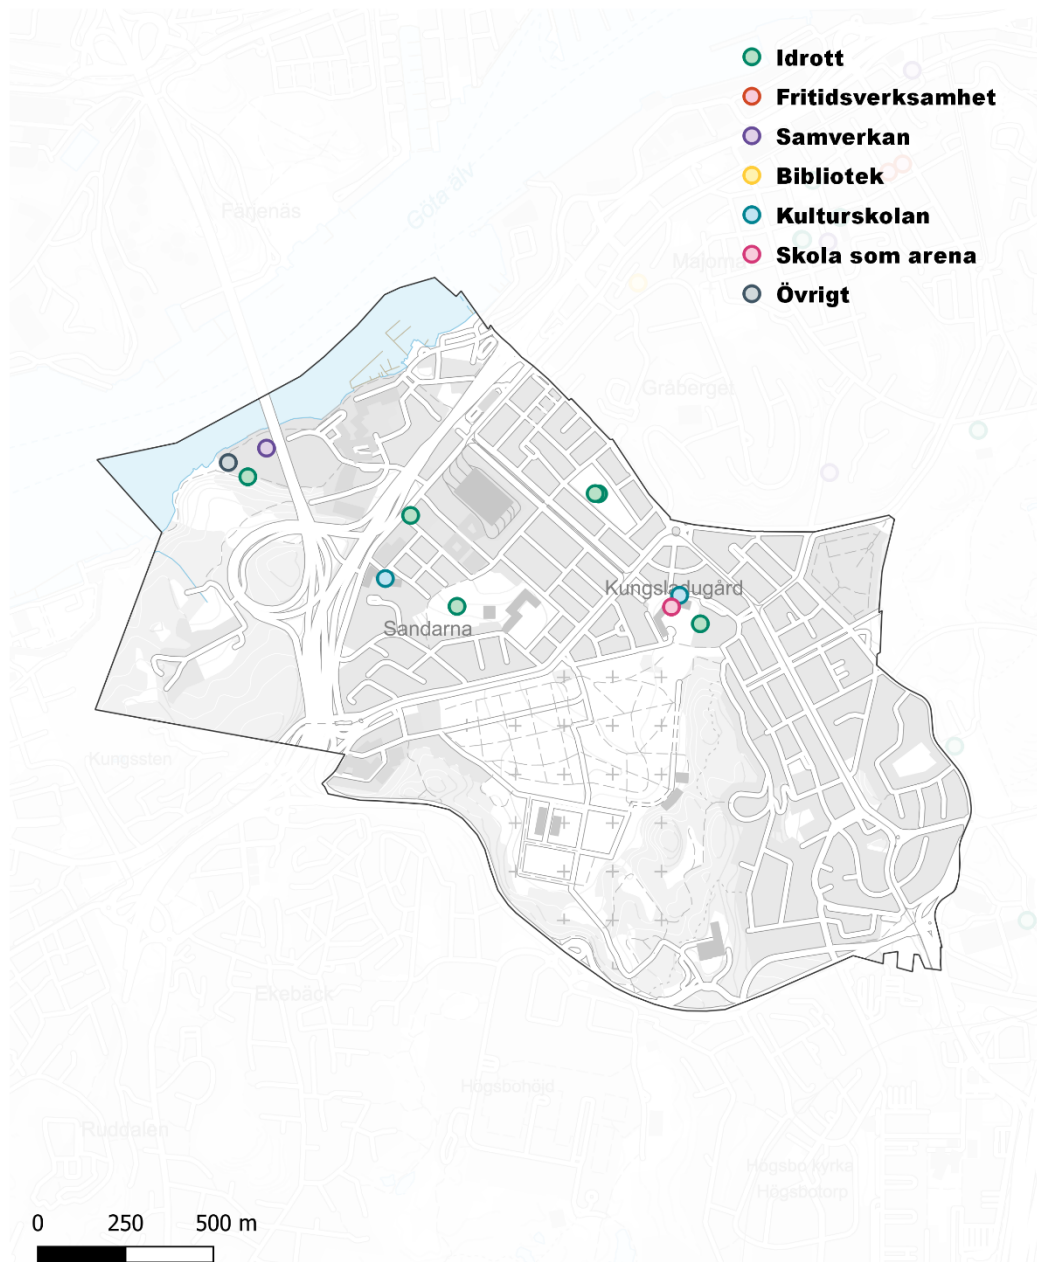 Idrott
Fritidsverksamhet
Samverkan
Bibliotek
Kulturskolan
Skola som arena
Övrigt
Färjenäs
Göta älv
Majorna
Gråberget
Kungsladugård
Sandarna
Kungssten
Ekebäck
Högsbohöjd
Ruddalen
Högsbo kyrka
Högsbotorp
0 250 500 m